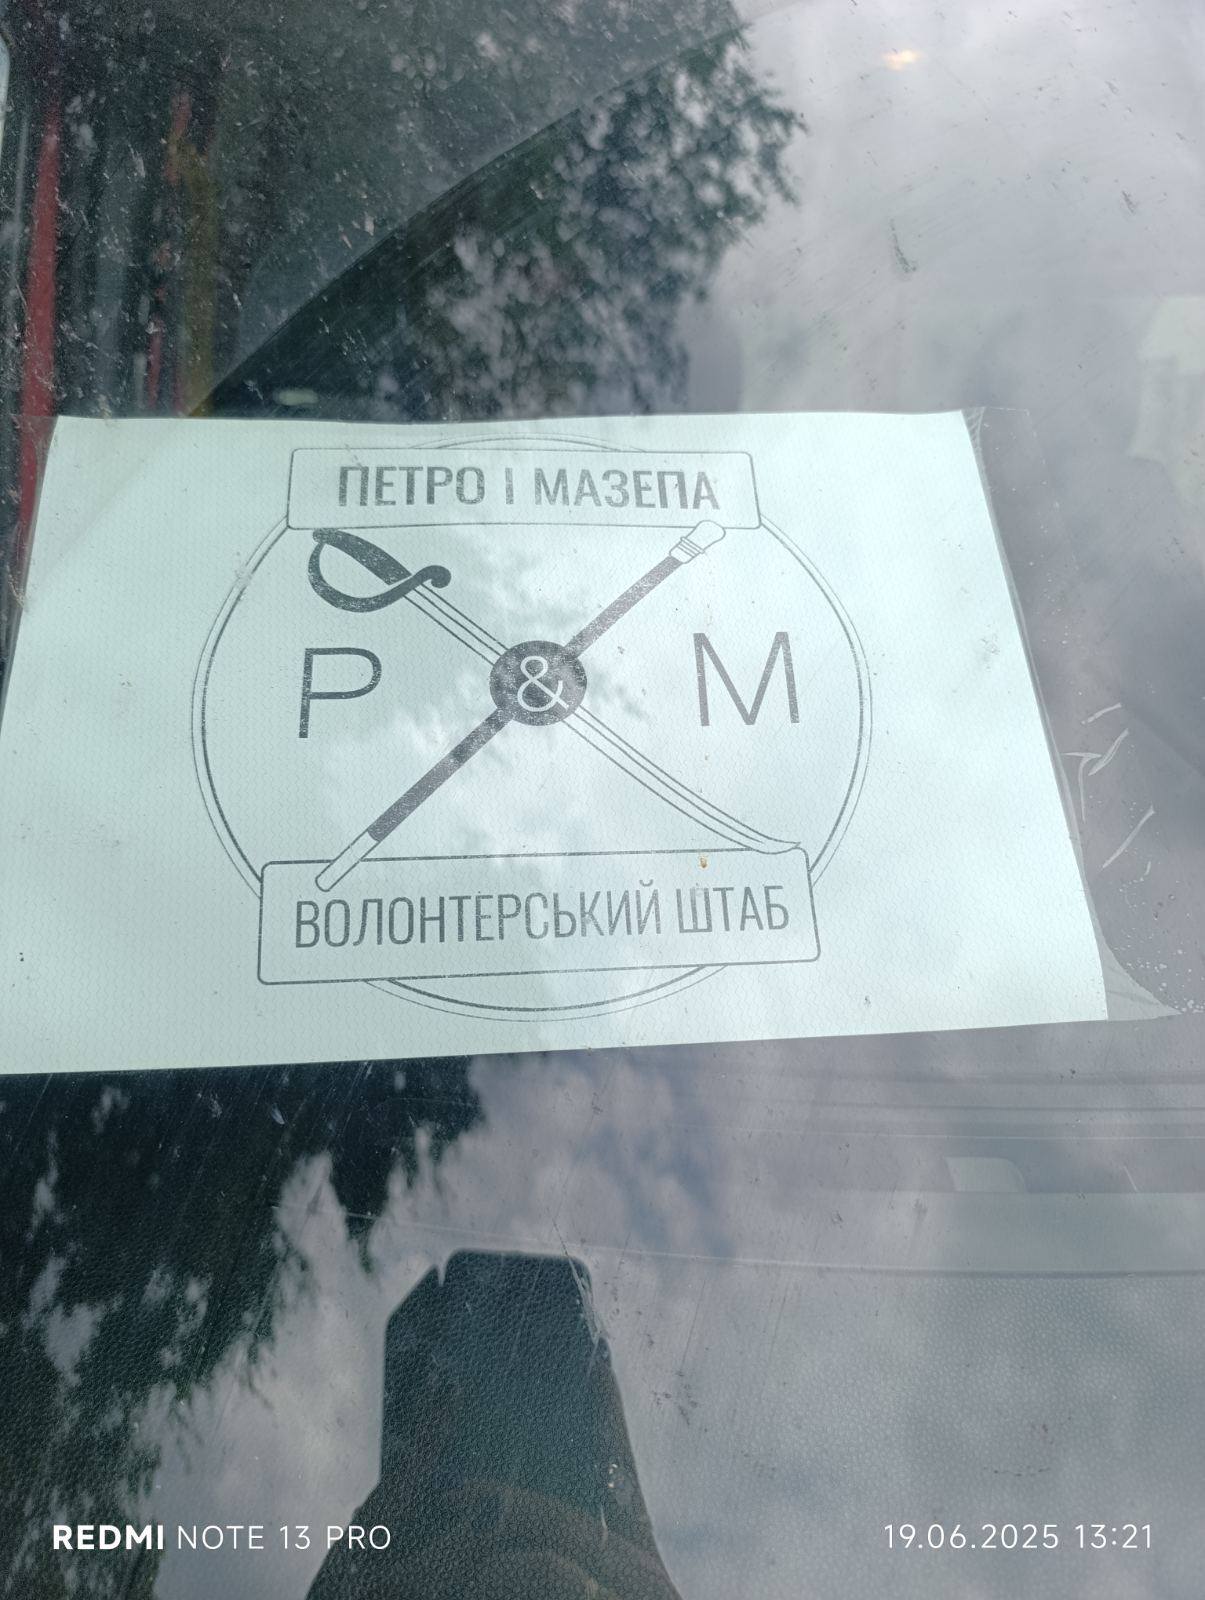 ПЕТРО І МАЗЕПА
P & M
ВОЛОНТЕРСЬКИЙ ШТАБ
REDMI NOTE 13 PRO
19.06.2025 13:21